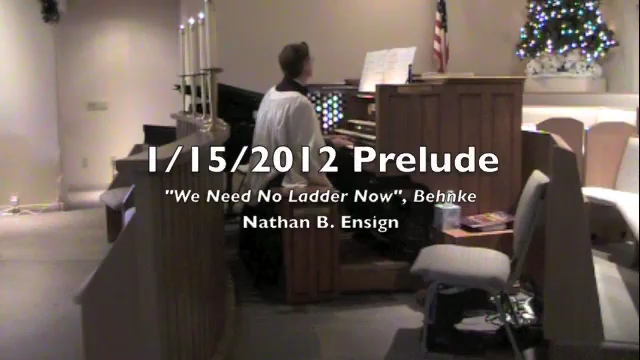 1/15/2012 Prelude
"We Need No Ladder Now", Behnke
Nathan B. Ensign